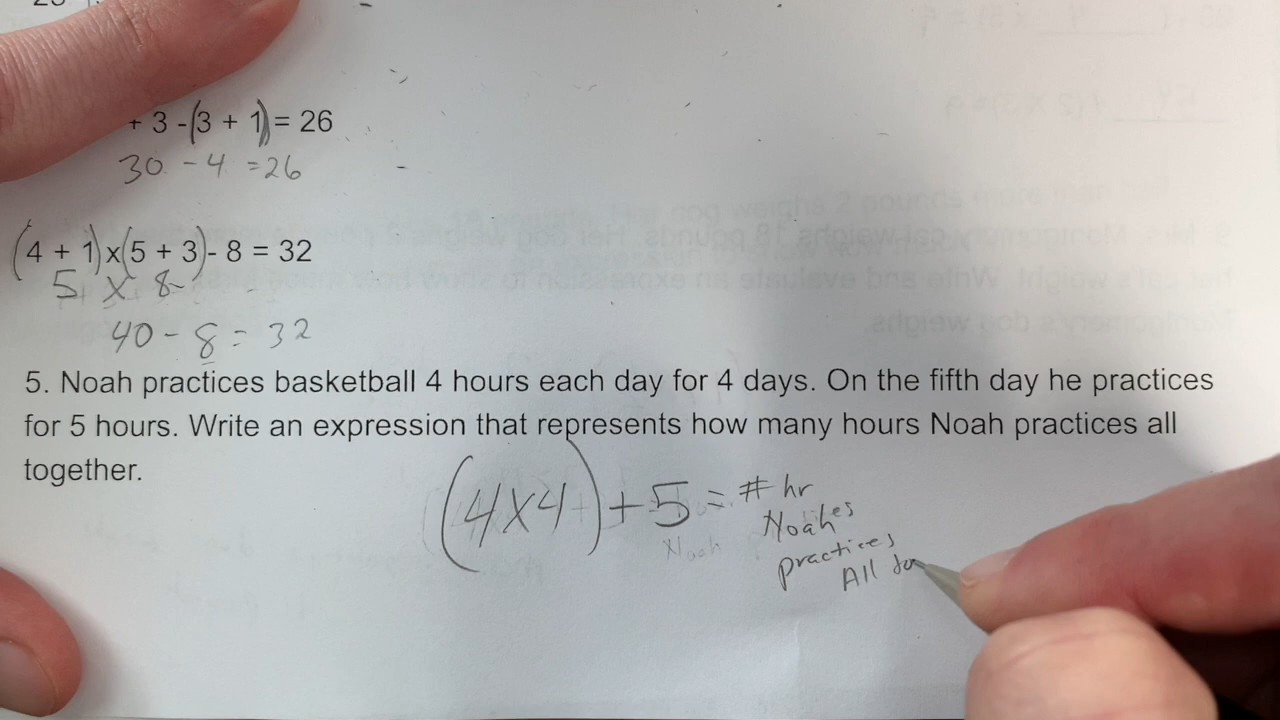 + 3 -(3 + 1)= 26
30 - 4 = 26
(4 + 1)x(5 + 3)- 8 = 32
5 x 8
40 - 8 = 32
5. Noah practices basketball 4 hours each day for 4 days. On the fifth day he practices
for 5 hours. Write an expression that represents how many hours Noah practices all
together.
(4x4)+5 = # hr
Noah
practices
All